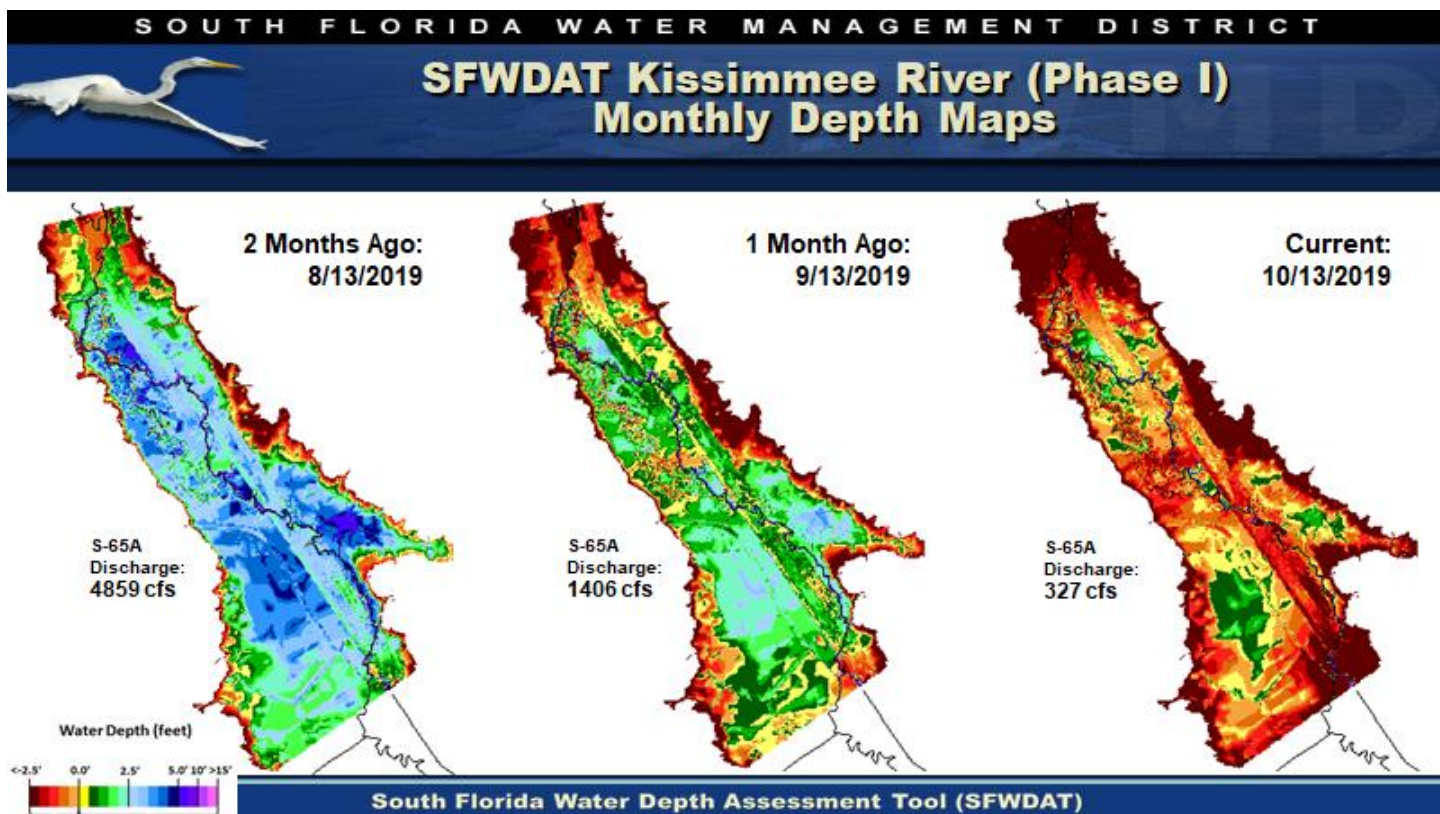 SOUTH FLORIDA WATER MANAGEMENT DISTRICT
SFWDAT Kissimmee River (Phase I)
Monthly Depth Maps
2 Months Ago:
8/13/2019
1 Month Ago:
9/13/2019
Current:
10/13/2019
S-65A
Discharge:
4859 cfs
S-65A
Discharge:
1406 cfs
S-65A
Discharge:
327 cfs
Water Depth (feet)
<-2.5' 0.0' 2.5' 5.0' 10' >15'
South Florida Water Depth Assessment Tool (SFWDAT)